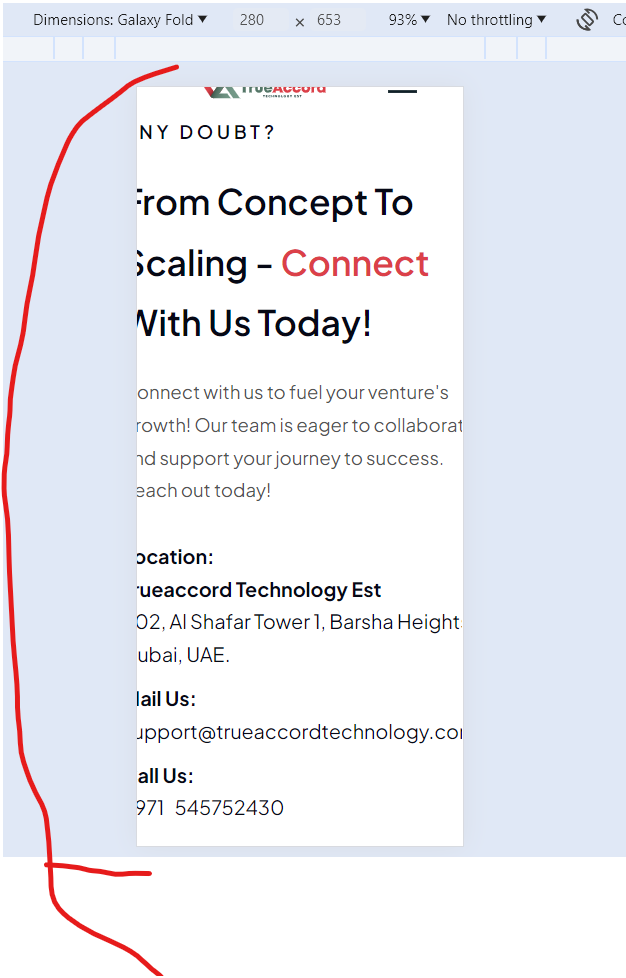 Dimensions: Galaxy Fold ▼ 280 × 653 93% ▼ No throttling ▼ Co
TrueAccord
TECHNOLOGY EST
NY DOUBT?
From Concept To
Scaling – Connect
With Us Today!
onnect with us to fuel your venture's
rowth! Our team is eager to collaborat
nd support your journey to success.
each out today!
ocation:
rueaccord Technology Est
02, Al Shafar Tower 1, Barsha Heights
ubai, UAE.
ail Us:
upport@trueaccordtechnology.com
all Us:
971 545752430